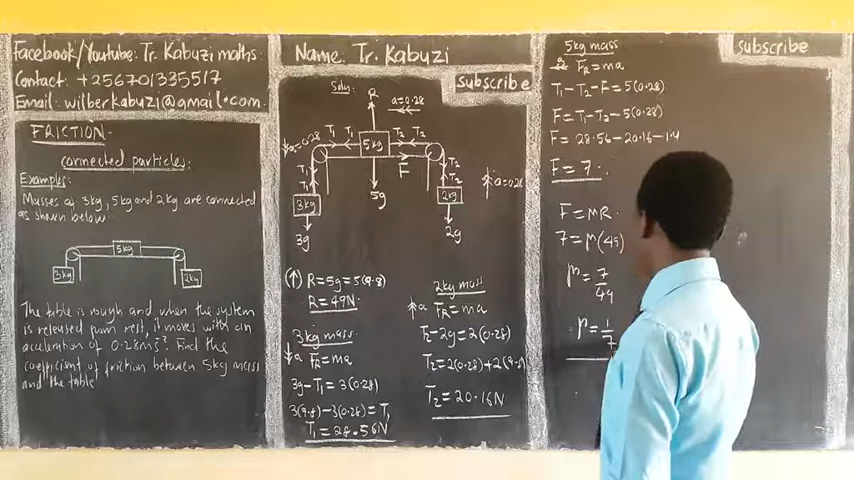 Facebook/Youtube: Tr. Kabuzi maths
Contact: +256701335517
Email: wilberkabuzi@gmail.com
FRICTION
connected particles:
Examples:
Masses of 3kg, 5kg and 2kg are connected
as shown below
5kg
3kg
2kg
The table is rough and when the system
is released from rest, it moves with an
acceleration of 0.28ms². Find the
coefficient of friction between 5kg mass
and the table
Name: Tr. Kabuzi
subscribe
Soln:
R
a=0.28
a=0.28
T₁ T₁
5kg
T₂ T₂
F
T₁
T₁
T₂
T₂
a=0.28
3kg
2kg
5g
3g
2g
(↑) R=5g=5(9.8)
R=49N
3kg mass
↓a F_R=ma
3g-T₁=3(0.28)
3(9.8)-3(0.28)=T₁
T₁=28.56N
2kg mass
↑a F_R=ma
T₂-2g=2(0.28)
T₂=2(0.28)+2(9.8)
T₂=20.16N
subscribe
5kg mass
a← F_R=ma
T₁-T₂-F=5(0.28)
F=T₁-T₂-5(0.28)
F=28.56-20.16-1.4
F=7
F=μR
7=μ(49)
μ=7/49
∴ μ=1/7